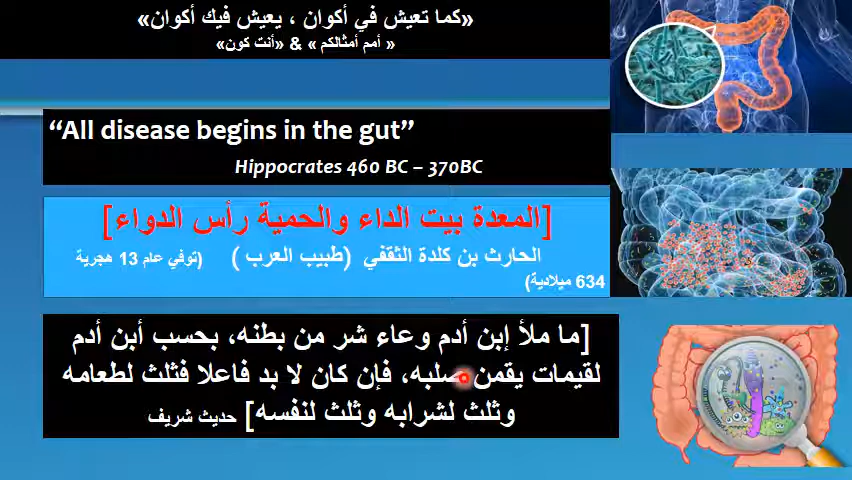 «كما تعيش في أكوان ، يعيش فيك أكوان»
« أمم أمثالكم » & «أنت كون»
“All disease begins in the gut”
Hippocrates 460 BC – 370BC
[المعدة بيت الداء والحمية رأس الدواء]
الحارث بن كلدة الثقفي (طبيب العرب ) (توفي عام 13 هجرية
634 ميلادية)
[ما ملأ إبن أدم وعاء شر من بطنه، بحسب أبن أدم
لقيمات يقمن صلبه، فإن كان لا بد فاعلا فثلث لطعامه
وثلث لشرابه وثلث لنفسه] حديث شريف